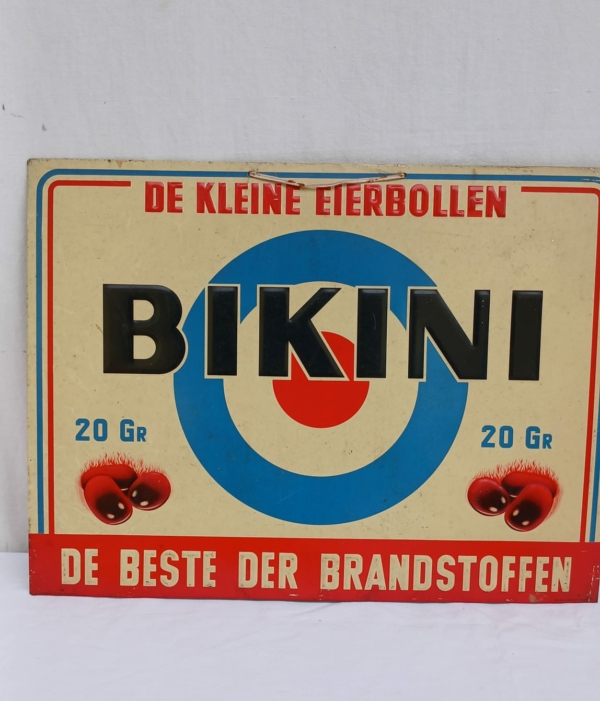 DE KLEINE EIERBOLLEN
BIKINI
20 GR
20 GR
DE BESTE DER BRANDSTOFFEN